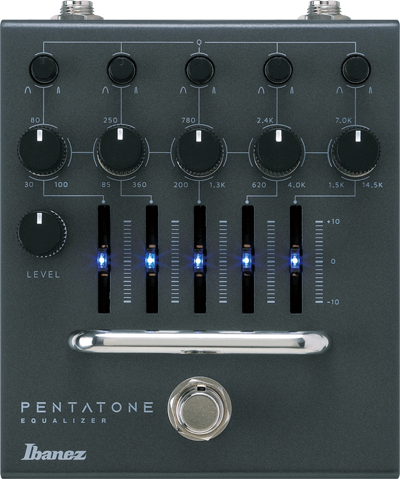 Q
80 250 780 2.4K 7.0K
30 100 85 360 200 1.3K 620 4.0K 1.5K 14.5K
LEVEL
+10
0
-10
PENTATONE
EQUALIZER
Ibanez